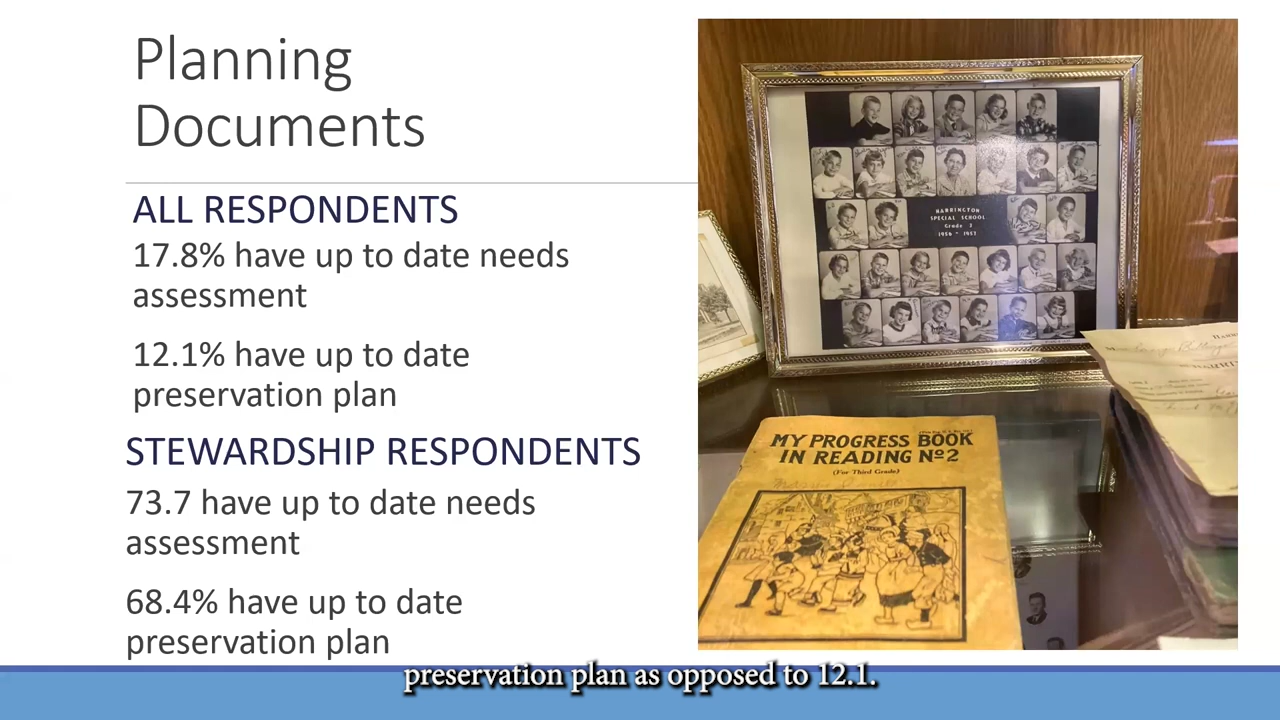 Planning
Documents
ALL RESPONDENTS
17.8% have up to date needs
assessment
12.1% have up to date
preservation plan
STEWARDSHIP RESPONDENTS
73.7 have up to date needs
assessment
68.4% have up to date
preservation plan
HARRINGTON
SPECIAL SCHOOL
Grade 3
MY PROGRESS BOOK
IN READING Nº2
(For Third Grade)
preservation plan as opposed to 12.1.